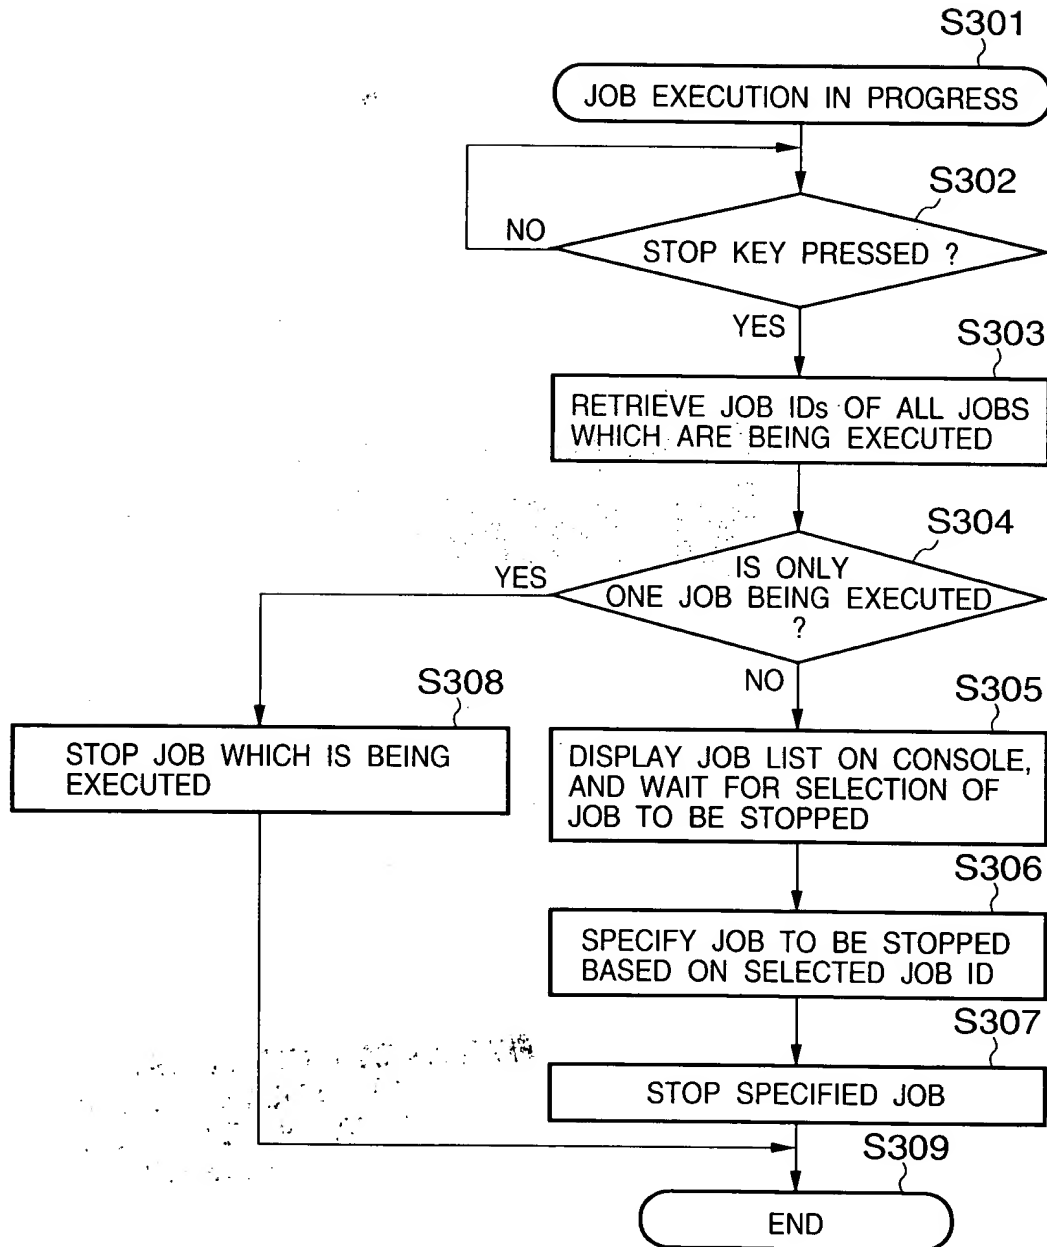 S301
JOB EXECUTION IN PROGRESS
S302
NO
STOP KEY PRESSED ?
YES
S303
RETRIEVE JOB IDs OF ALL JOBS
WHICH ARE BEING EXECUTED
S304
YES
IS ONLY
ONE JOB BEING EXECUTED
?
NO
S308
STOP JOB WHICH IS BEING
EXECUTED
S305
DISPLAY JOB LIST ON CONSOLE,
AND WAIT FOR SELECTION OF
JOB TO BE STOPPED
S306
SPECIFY JOB TO BE STOPPED
BASED ON SELECTED JOB ID
S307
STOP SPECIFIED JOB
S309
END